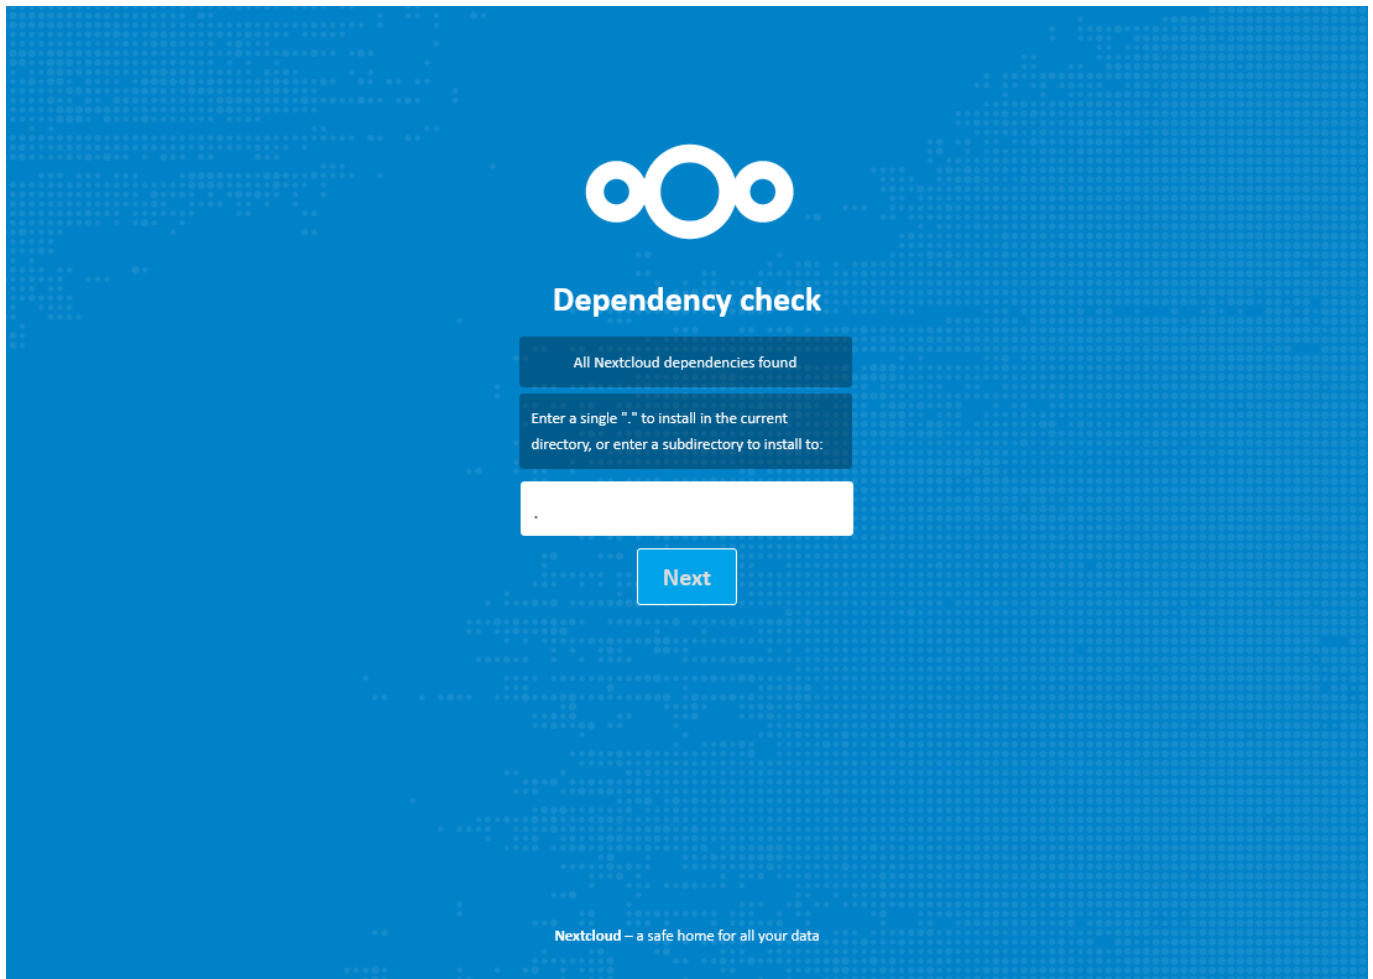 Dependency check
All Nextcloud dependencies found
Enter a single "." to install in the current
directory, or enter a subdirectory to install to:
.
Next
Nextcloud – a safe home for all your data